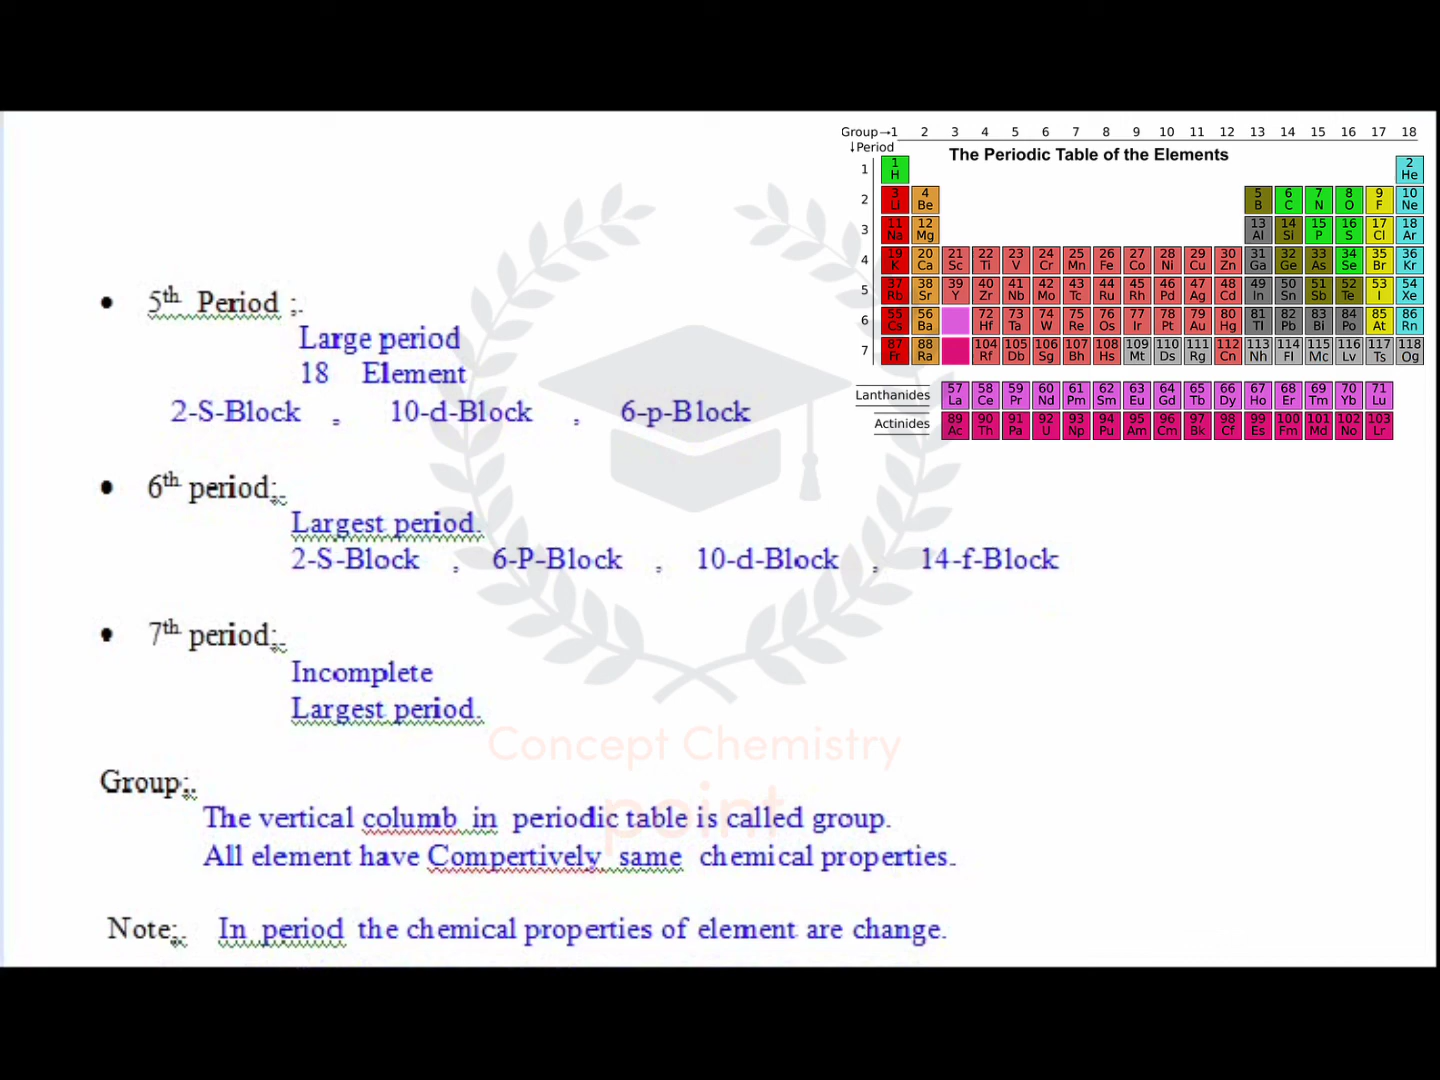 Group→1 2 3 4 5 6 7 8 9 10 11 12 13 14 15 16 17 18
↓Period
The Periodic Table of the Elements
1 1 H 2 He
2 3 Li 4 Be 5 B 6 C 7 N 8 O 9 F 10 Ne
3 11 Na 12 Mg 13 Al 14 Si 15 P 16 S 17 Cl 18 Ar
4 19 K 20 Ca 21 Sc 22 Ti 23 V 24 Cr 25 Mn 26 Fe 27 Co 28 Ni 29 Cu 30 Zn 31 Ga 32 Ge 33 As 34 Se 35 Br 36 Kr
5 37 Rb 38 Sr 39 Y 40 Zr 41 Nb 42 Mo 43 Tc 44 Ru 45 Rh 46 Pd 47 Ag 48 Cd 49 In 50 Sn 51 Sb 52 Te 53 I 54 Xe
6 55 Cs 56 Ba 72 Hf 73 Ta 74 W 75 Re 76 Os 77 Ir 78 Pt 79 Au 80 Hg 81 Tl 82 Pb 83 Bi 84 Po 85 At 86 Rn
7 87 Fr 88 Ra 104 Rf 105 Db 106 Sg 107 Bh 108 Hs 109 Mt 110 Ds 111 Rg 112 Cn 113 Nh 114 Fl 115 Mc 116 Lv 117 Ts 118 Og
Lanthanides 57 La 58 Ce 59 Pr 60 Nd 61 Pm 62 Sm 63 Eu 64 Gd 65 Tb 66 Dy 67 Ho 68 Er 69 Tm 70 Yb 71 Lu
Actinides 89 Ac 90 Th 91 Pa 92 U 93 Np 94 Pu 95 Am 96 Cm 97 Bk 98 Cf 99 Es 100 Fm 101 Md 102 No 103 Lr
• 5th Period :.
Large period
18 Element
2-S-Block , 10-d-Block , 6-p-Block
• 6th period:.
Largest period.
2-S-Block , 6-P-Block , 10-d-Block , 14-f-Block
• 7th period:.
Incomplete
Largest period.
Concept Chemistry
point
Group:.
The vertical columb in periodic table is called group.
All element have Compertively same chemical properties.
Note:. In period the chemical properties of element are change.